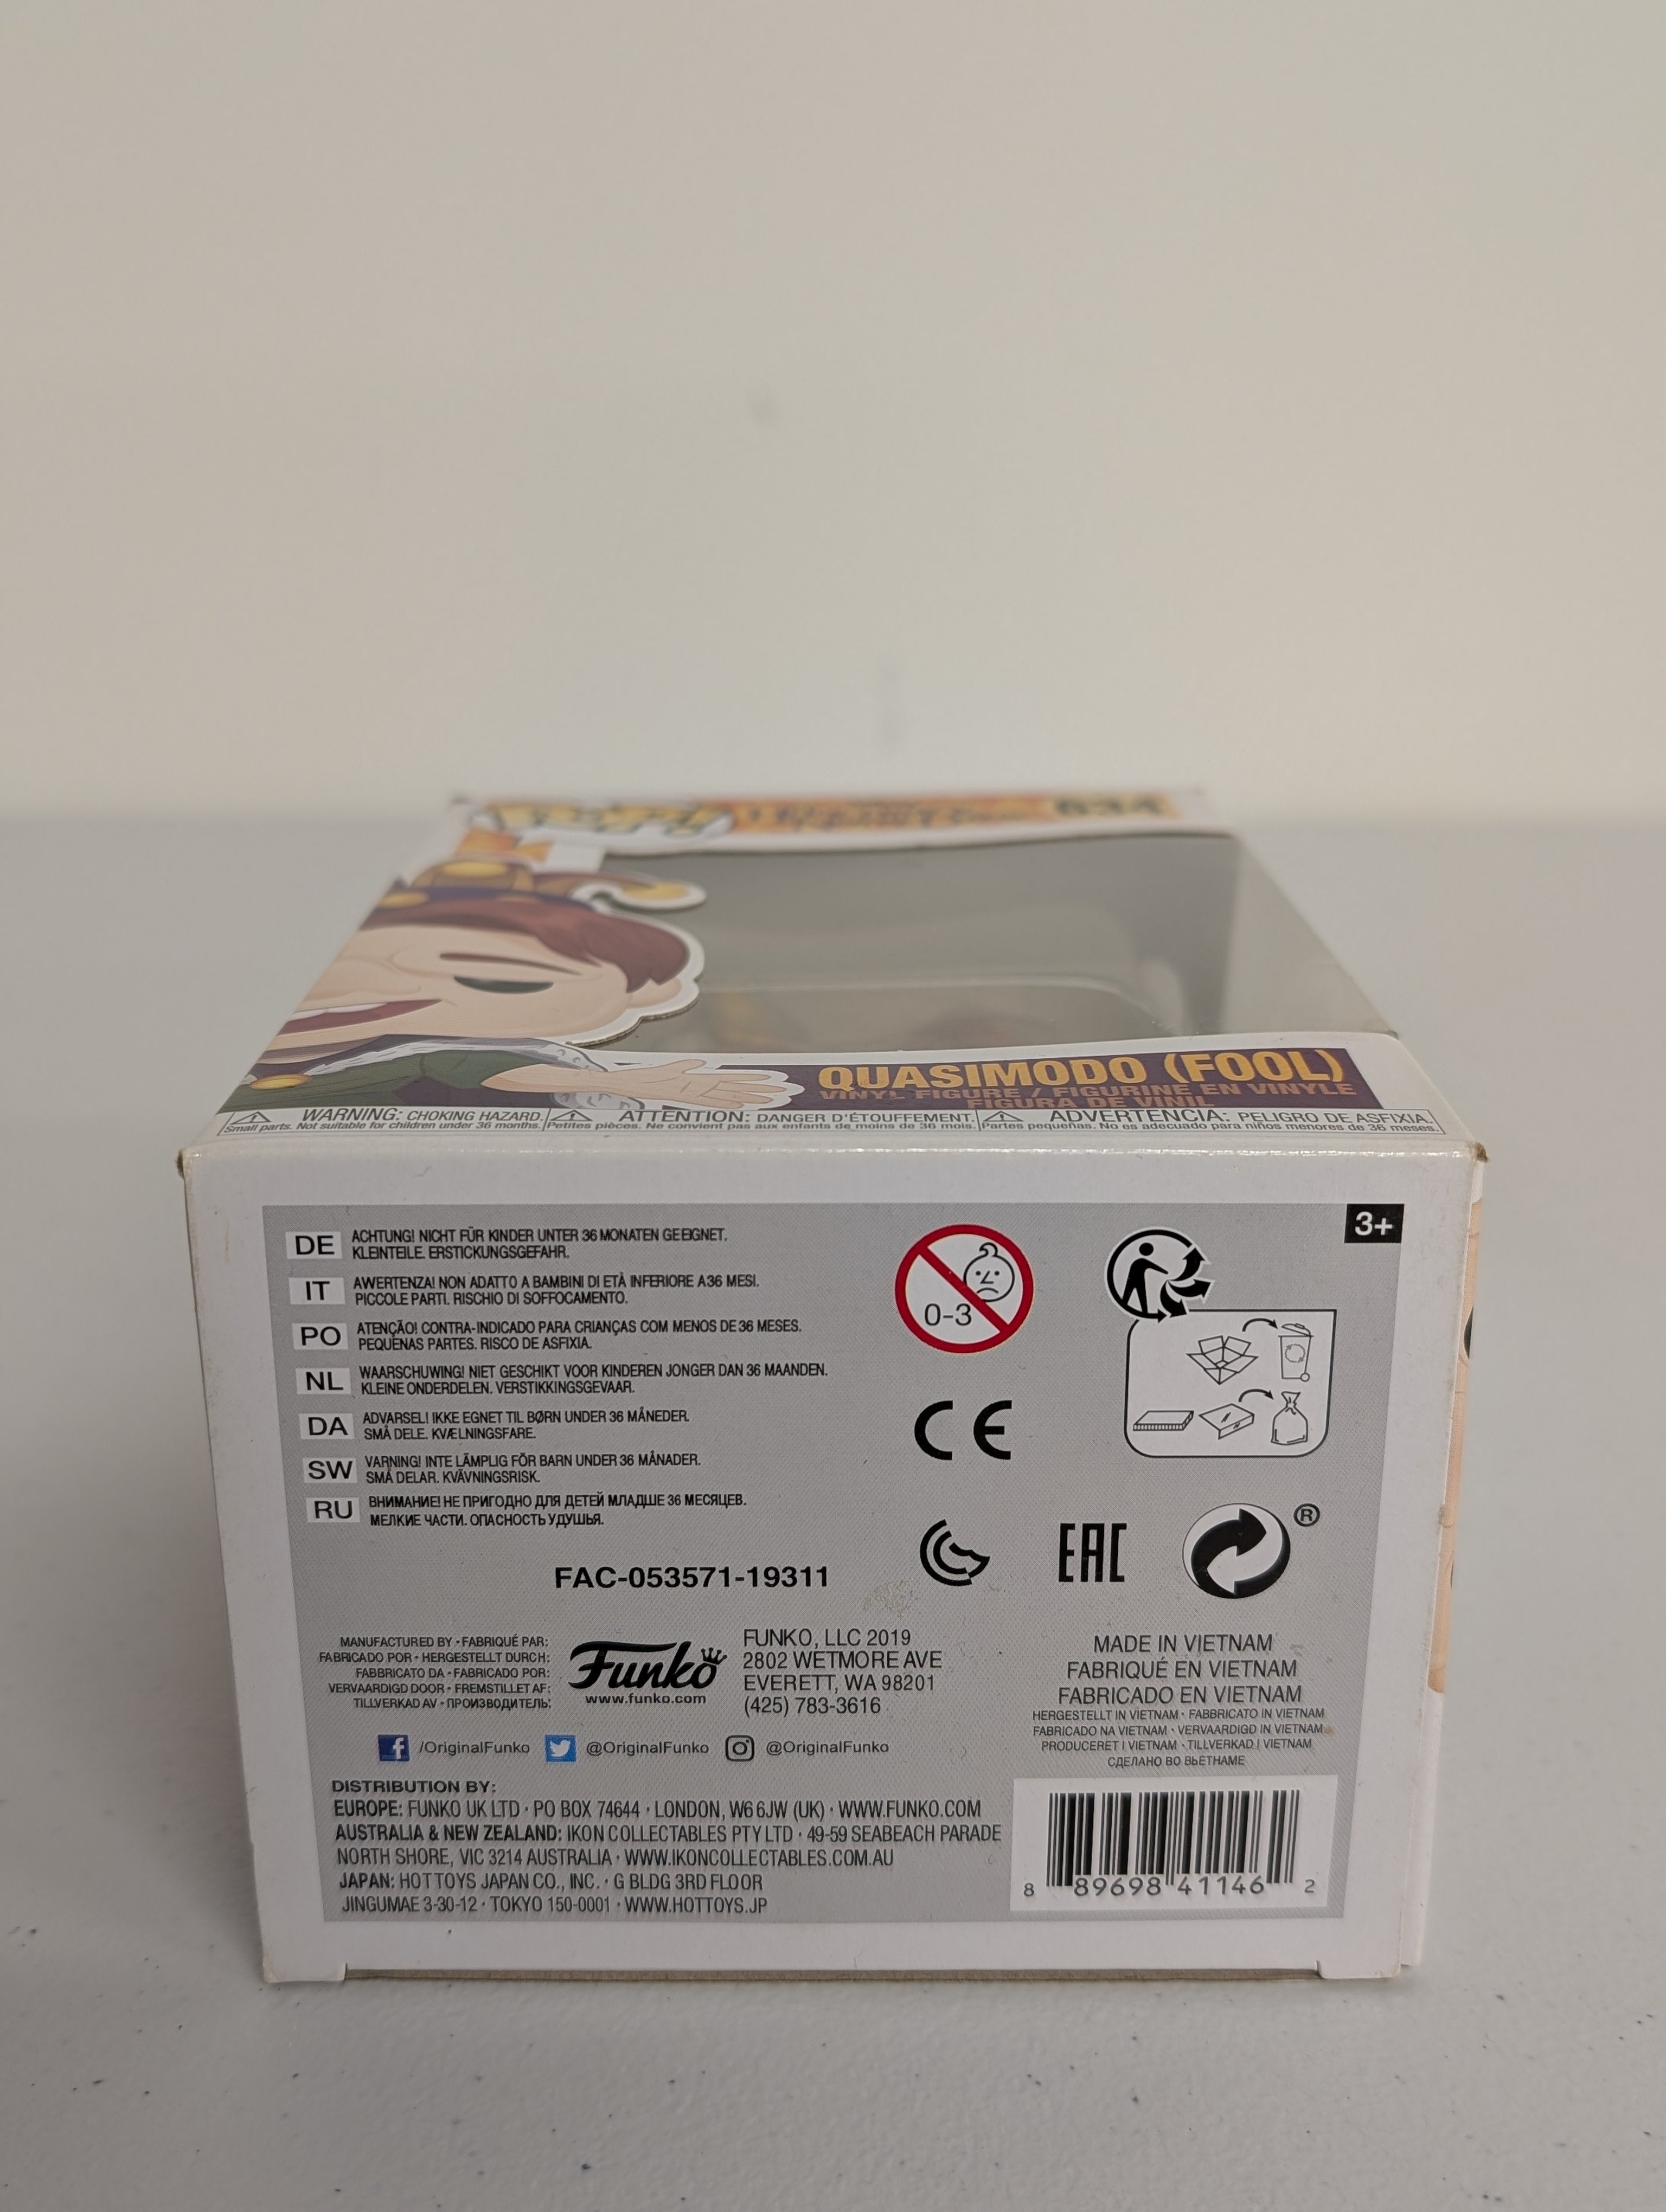 POP!
634
QUASIMODO (FOOL)
VINYL FIGURE / FIGURINE EN VINYLE
FIGURA DE VINIL
WARNING: CHOKING HAZARD.
Small parts. Not suitable for children under 36 months.
ATTENTION: DANGER D'ÉTOUFFEMENT.
Petites pièces. Ne convient pas aux enfants de moins de 36 mois.
ADVERTENCIA: PELIGRO DE ASFIXIA.
Partes pequeñas. No es adecuado para niños menores de 36 meses.
3+
DE ACHTUNG! NICHT FÜR KINDER UNTER 36 MONATEN GEEIGNET.
KLEINTEILE. ERSTICKUNGSGEFAHR.
IT AWERTENZA! NON ADATTO A BAMBINI DI ETÀ INFERIORE A 36 MESI.
PICCOLE PARTI. RISCHIO DI SOFFOCAMENTO.
PO ATENÇÃO! CONTRA-INDICADO PARA CRIANÇAS COM MENOS DE 36 MESES.
PEQUENAS PARTES. RISCO DE ASFIXIA.
NL WAARSCHUWING! NIET GESCHIKT VOOR KINDEREN JONGER DAN 36 MAANDEN.
KLEINE ONDERDELEN. VERSTIKKINGSGEVAAR.
DA ADVARSEL! IKKE EGNET TIL BØRN UNDER 36 MÅNEDER.
SMÅ DELE. KVÆLNINGSFARE.
SW VARNING! INTE LÄMPLIG FÖR BARN UNDER 36 MÅNADER.
SMÅ DELAR. KVÄVNINGSRISK.
RU ВНИМАНИЕ! НЕ ПРИГОДНО ДЛЯ ДЕТЕЙ МЛАДШЕ 36 МЕСЯЦЕВ.
МЕЛКИЕ ЧАСТИ. ОПАСНОСТЬ УДУШЬЯ.
0-3
CE
EAC
®
FAC-053571-19311
MANUFACTURED BY · FABRIQUÉ PAR:
FABRICADO POR · HERGESTELLT DURCH:
FABBRICATO DA · FABRICADO POR:
VERVAARDIGD DOOR · FREMSTILLET AF:
TILLVERKAD AV · ПРОИЗВОДИТЕЛЬ:
Funko
www.funko.com
FUNKO, LLC 2019
2802 WETMORE AVE
EVERETT, WA 98201
(425) 783-3616
MADE IN VIETNAM
FABRIQUÉ EN VIETNAM
FABRICADO EN VIETNAM
HERGESTELLT IN VIETNAM · FABBRICATO IN VIETNAM
FABRICADO NA VIETNAM · VERVAARDIGD IN VIETNAM
PRODUCERET I VIETNAM · TILLVERKAD I VIETNAM
СДЕЛАНО ВО ВЬЕТНАМЕ
/OriginalFunko @OriginalFunko @OriginalFunko
DISTRIBUTION BY:
EUROPE: FUNKO UK LTD · PO BOX 74644 · LONDON, W6 6JW (UK) · WWW.FUNKO.COM
AUSTRALIA & NEW ZEALAND: IKON COLLECTABLES PTY LTD · 49-59 SEABEACH PARADE
NORTH SHORE, VIC 3214 AUSTRALIA · WWW.IKONCOLLECTABLES.COM.AU
JAPAN: HOT TOYS JAPAN CO., INC. · G BLDG 3RD FLOOR
JINGUMAE 3-30-12 · TOKYO 150-0001 · WWW.HOTTOYS.JP
8 89698 41146 2